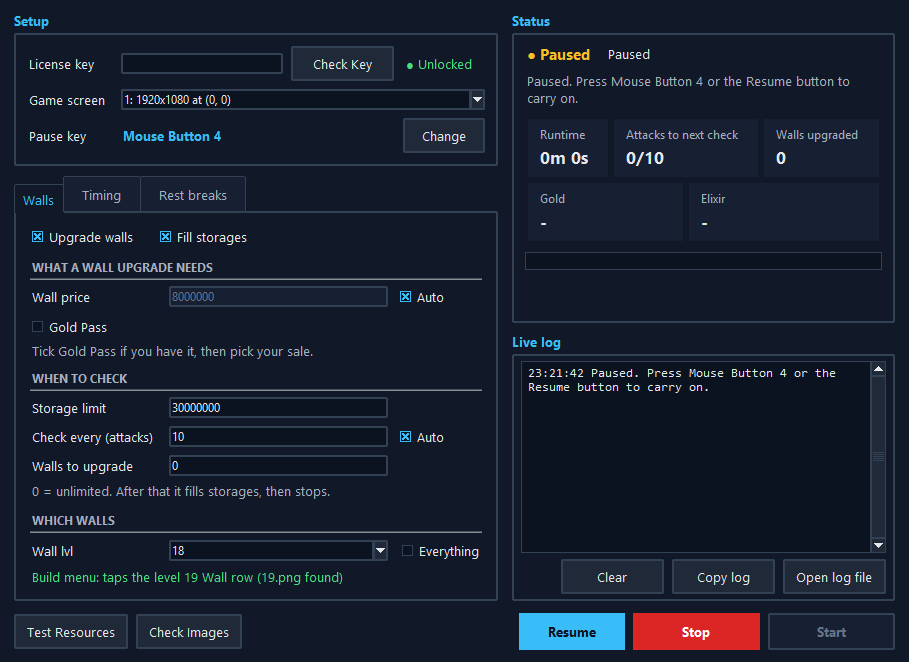 Setup
License key
Check Key
● Unlocked
Game screen
1: 1920x1080 at (0, 0)
Pause key
Mouse Button 4
Change
Walls
Timing
Rest breaks
Upgrade walls
Fill storages
WHAT A WALL UPGRADE NEEDS
Wall price
8000000
Auto
Gold Pass
Tick Gold Pass if you have it, then pick your sale.
WHEN TO CHECK
Storage limit
30000000
Check every (attacks)
10
Auto
Walls to upgrade
0
0 = unlimited. After that it fills storages, then stops.
WHICH WALLS
Wall lvl
18
Everything
Build menu: taps the level 19 Wall row (19.png found)
Test Resources
Check Images
Status
● Paused
Paused
Paused. Press Mouse Button 4 or the Resume button to
carry on.
Runtime
0m 0s
Attacks to next check
0/10
Walls upgraded
0
Gold
-
Elixir
-
Live log
23:21:42 Paused. Press Mouse Button 4 or the
Resume button to carry on.
Clear
Copy log
Open log file
Resume
Stop
Start